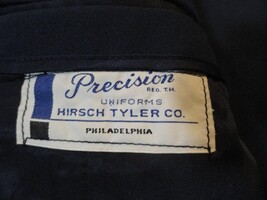 Precision
REG. T.M.
UNIFORMS
HIRSCH TYLER CO.
PHILADELPHIA